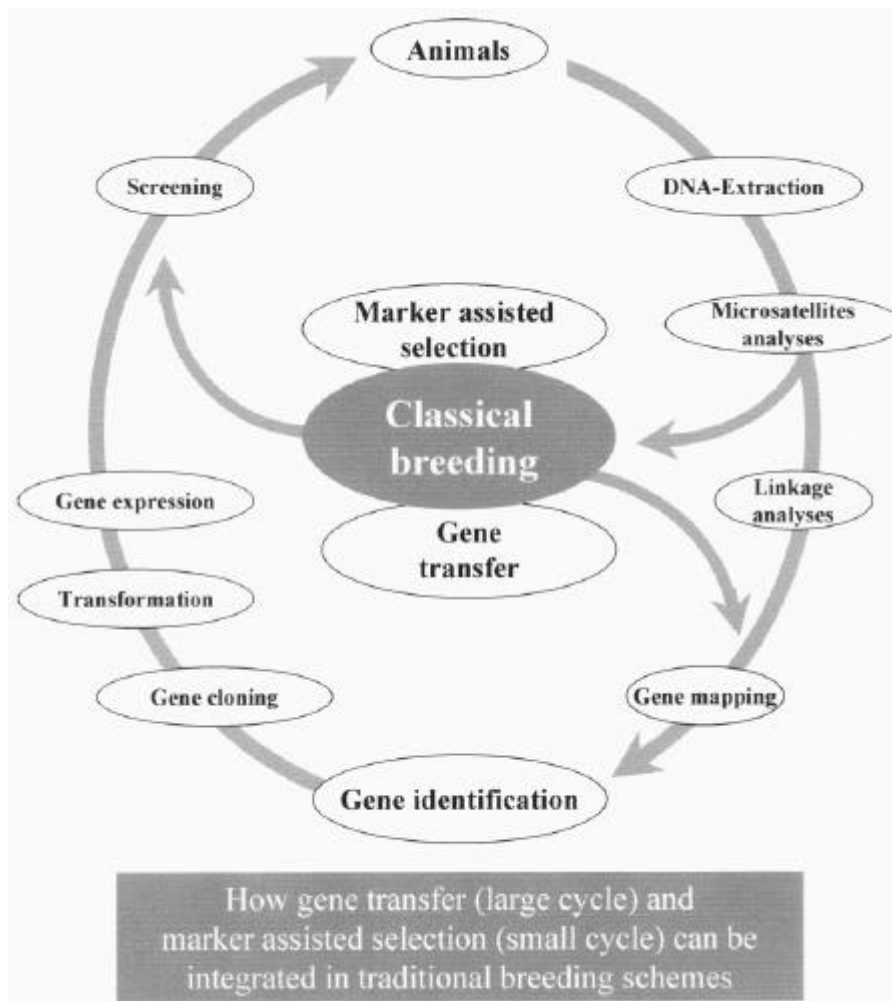 Animals
Screening
DNA-Extraction
Marker assisted
selection
Microsatellites
analyses
Classical
breeding
Gene expression
Linkage
analyses
Gene
transfer
Transformation
Gene cloning
Gene mapping
Gene identification
How gene transfer (large cycle) and
marker assisted selection (small cycle) can be
integrated in traditional breeding schemes